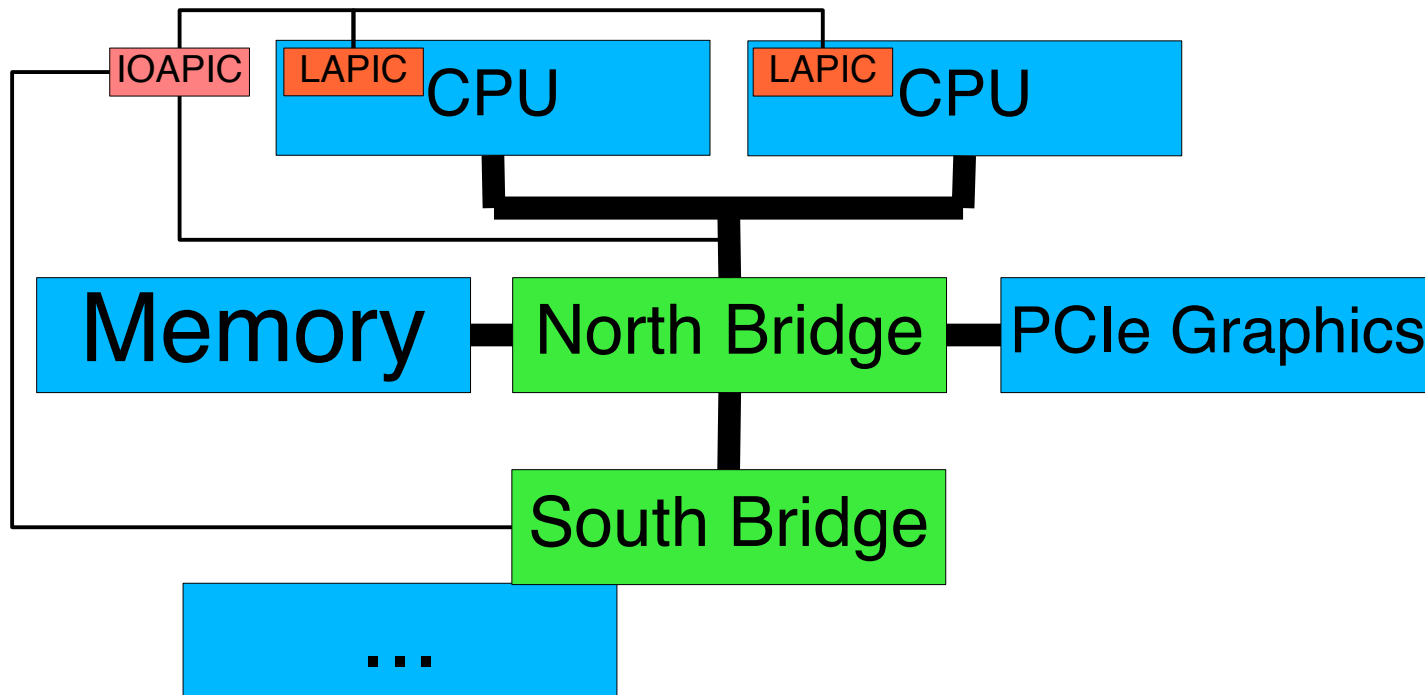 IOAPIC
LAPIC
CPU
LAPIC
CPU
Memory
North Bridge
PCIe Graphics
South Bridge
...